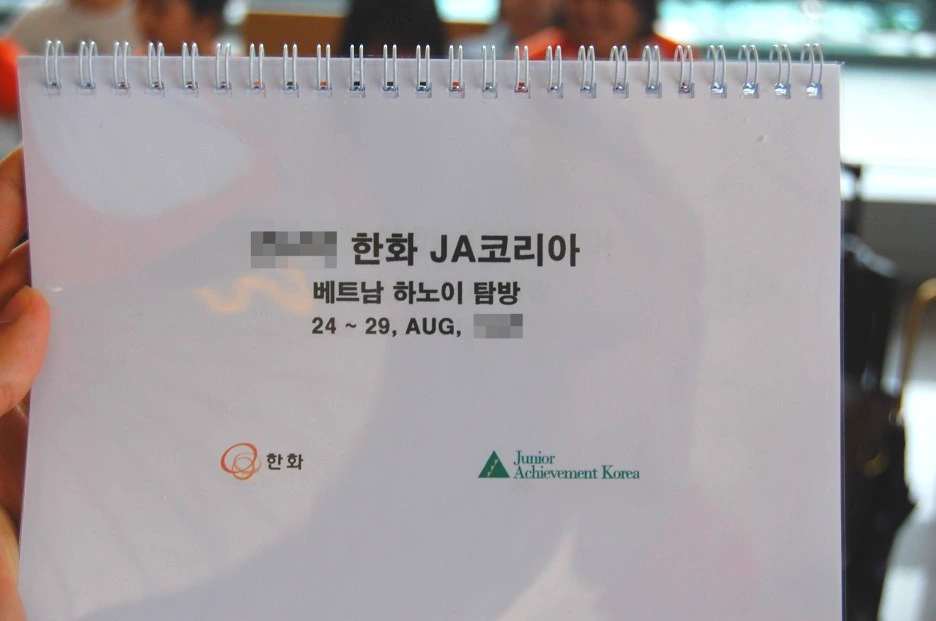 한화 JA코리아
베트남 하노이 탐방
24 ~ 29, AUG,
한화
Junior
Achievement Korea